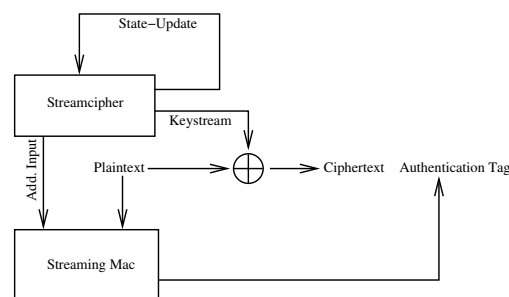 State-Update
Streamcipher
Keystream
Add. Input
Plaintext
Ciphertext
Authentication Tag
Streaming Mac